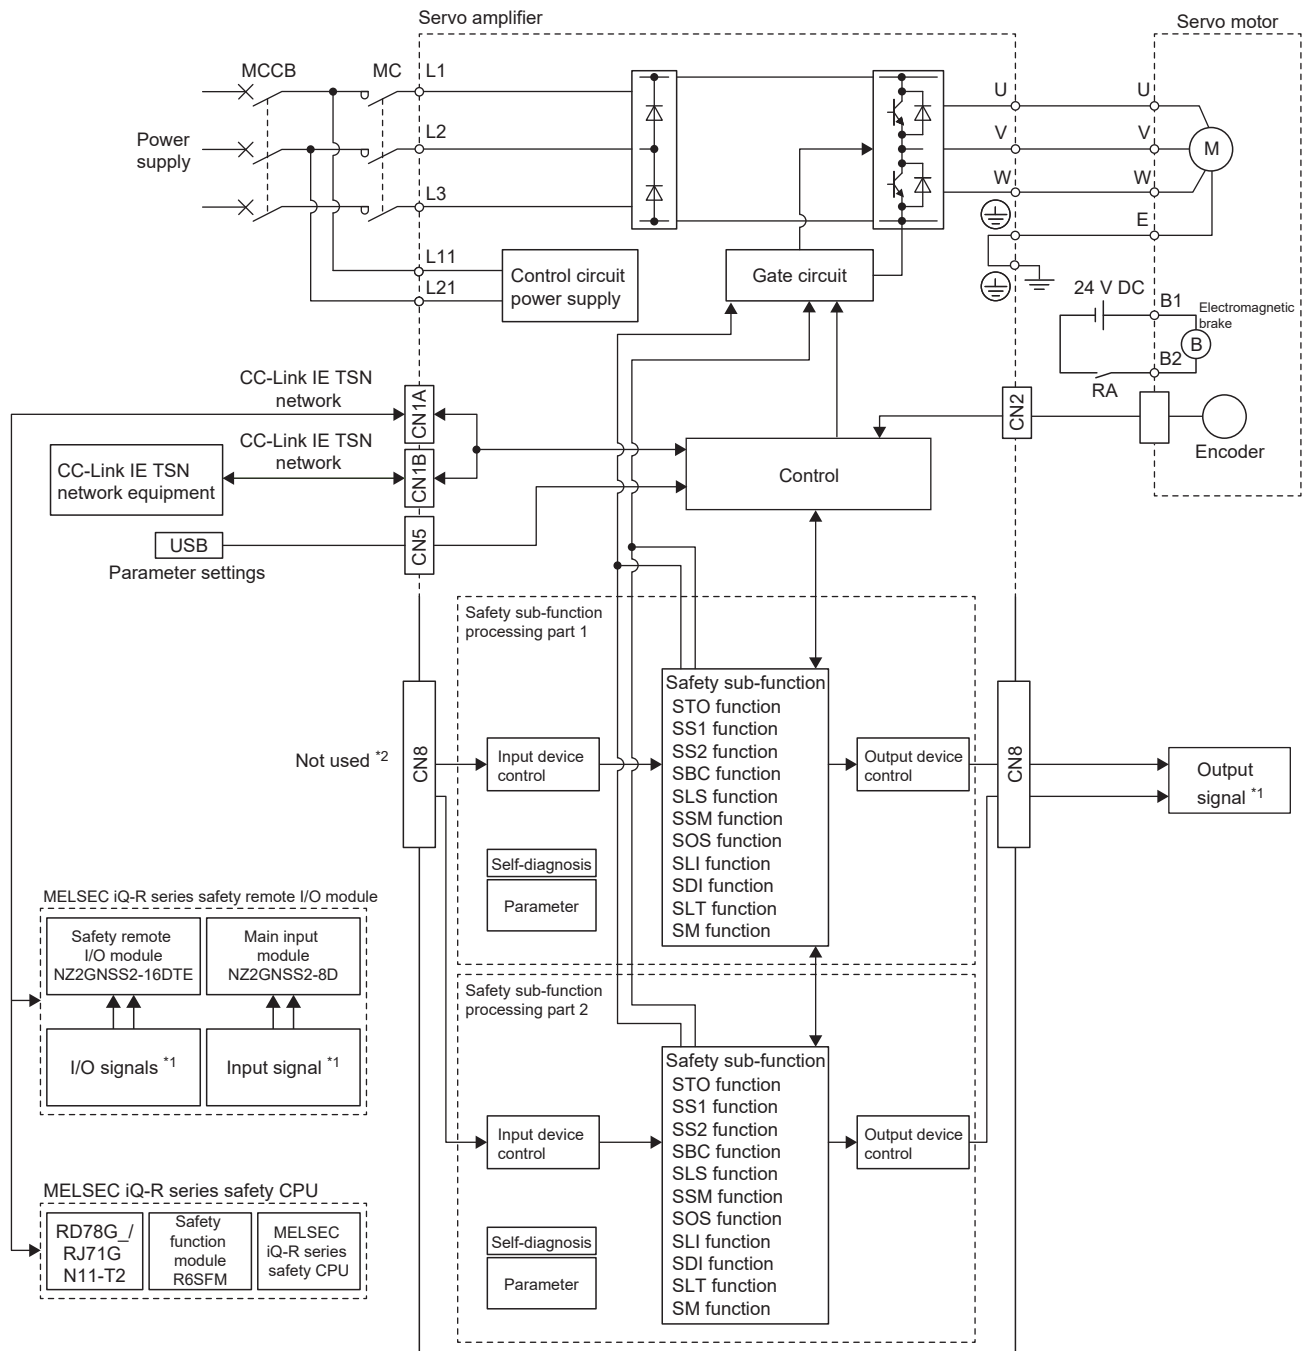 Servo amplifier
Servo motor
MCCB
MC
L1
L2
L3
Power
supply
U
V
W
U
V
W
E
M
L11
L21
Control circuit
power supply
Gate circuit
24 V DC
B1
B2
Electromagnetic
brake
B
RA
CC-Link IE TSN
network
CN1A
CC-Link IE TSN
network
CN1B
CC-Link IE TSN
network equipment
CN5
USB
Parameter settings
Control
CN2
Encoder
Safety sub-function
processing part 1
Not used *2
CN8
Input device
control
Self-diagnosis
Parameter
Safety sub-function
STO function
SS1 function
SS2 function
SBC function
SLS function
SSM function
SOS function
SLI function
SDI function
SLT function
SM function
Output device
control
CN8
Output
signal *1
MELSEC iQ-R series safety remote I/O module
Safety remote
I/O module
NZ2GNSS2-16DTE
Main input
module
NZ2GNSS2-8D
I/O signals *1
Input signal *1
Safety sub-function
processing part 2
Input device
control
Self-diagnosis
Parameter
Safety sub-function
STO function
SS1 function
SS2 function
SBC function
SLS function
SSM function
SOS function
SLI function
SDI function
SLT function
SM function
Output device
control
MELSEC iQ-R series safety CPU
RD78G_/
RJ71G
N11-T2
Safety
function
module
R6SFM
MELSEC
iQ-R series
safety CPU